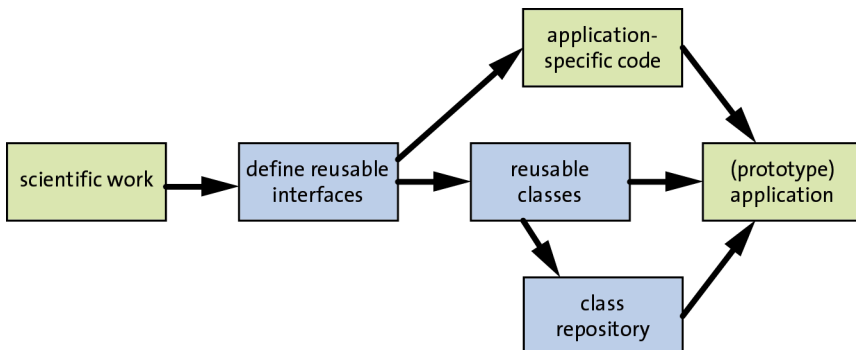 application-
specific code
scientific work
define reusable
interfaces
reusable
classes
(prototype)
application
class
repository